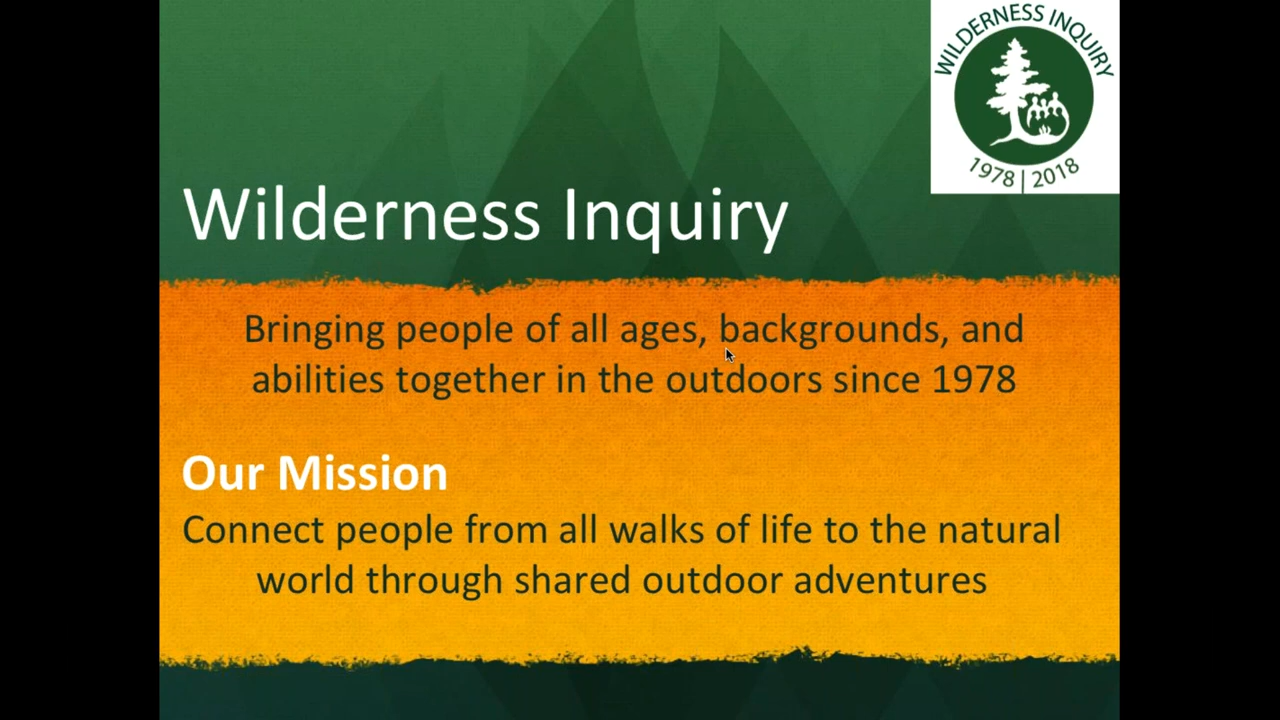 WILDERNESS INQUIRY
1978 | 2018
Wilderness Inquiry
Bringing people of all ages, backgrounds, and
abilities together in the outdoors since 1978
Our Mission
Connect people from all walks of life to the natural
world through shared outdoor adventures